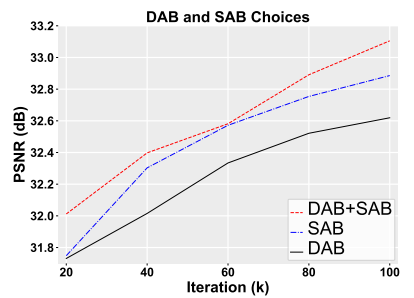 DAB and SAB Choices
PSNR (dB)
33.2
33.0
32.8
32.6
32.4
32.2
32.0
31.8
20 40 60 80 100
Iteration (k)
DAB+SAB
SAB
DAB